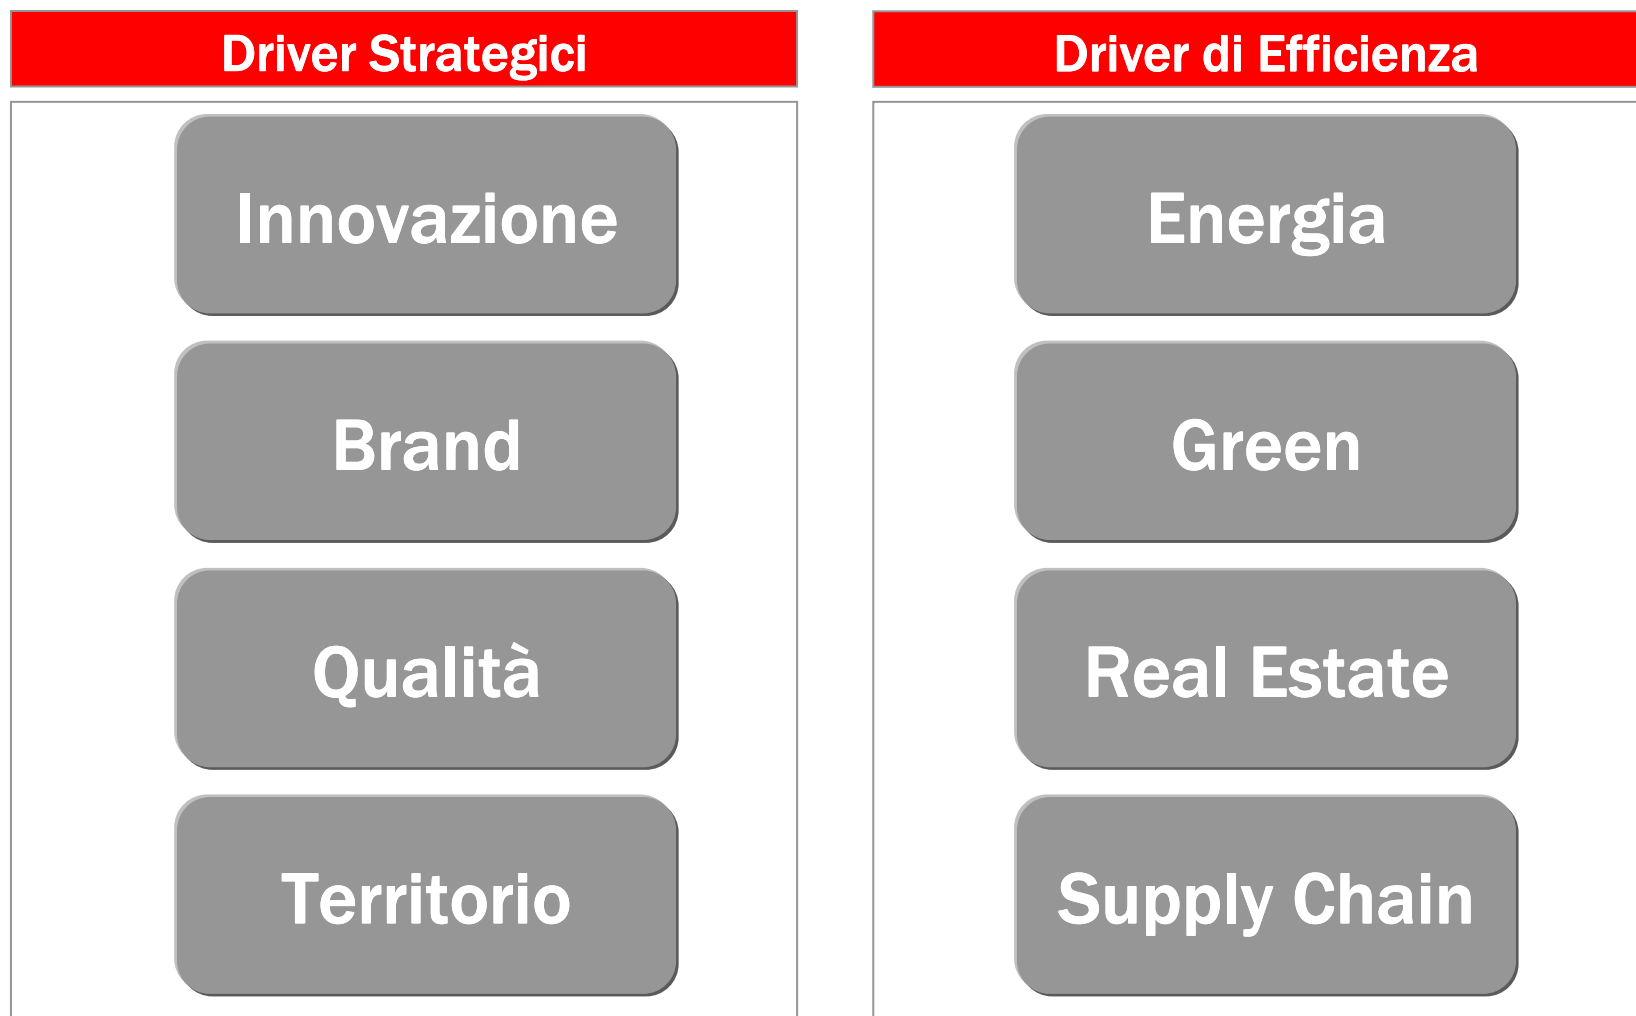 Driver Strategici
Innovazione
Brand
Qualità
Territorio
Driver di Efficienza
Energia
Green
Real Estate
Supply Chain